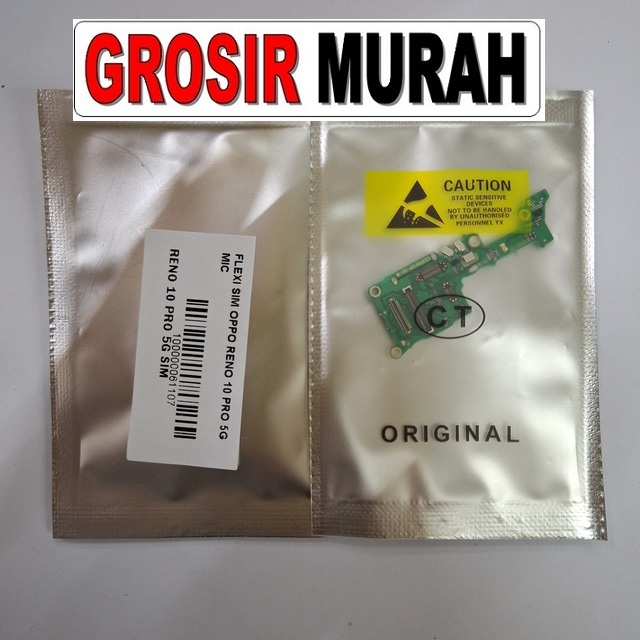 GROSIR MURAH
CAUTION
STATIC SENSITIVE
DEVICES
NOT TO BE HANDLED
BY UNAUTHORISED
PERSONNEL YX
CT
ORIGINAL
FLEXI SIM OPPO RENO 10 PRO 5G
MIC
1000000061107
RENO 10 PRO 5G SIM